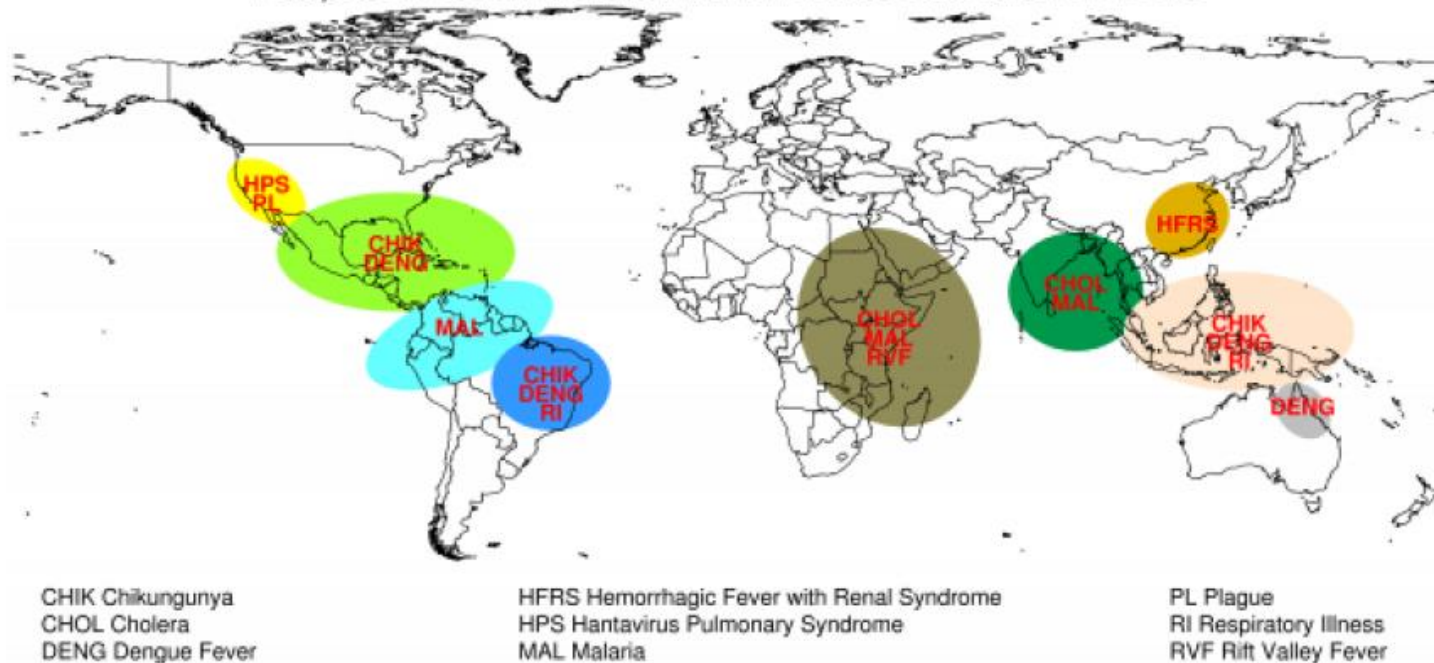 HPS
PL
CHIK
DENG
MAL
CHIK
DENG
RI
CHOL
MAL
RVF
CHOL
MAL
HFRS
CHIK
DENG
RI
DENG
CHIK Chikungunya
CHOL Cholera
DENG Dengue Fever
HFRS Hemorrhagic Fever with Renal Syndrome
HPS Hantavirus Pulmonary Syndrome
MAL Malaria
PL Plague
RI Respiratory Illness
RVF Rift Valley Fever